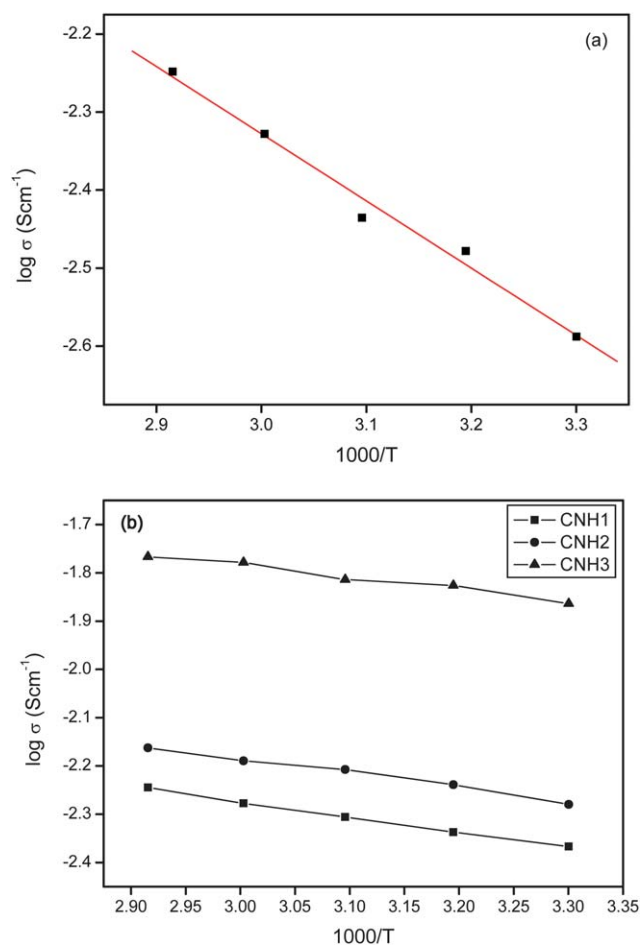 (a)
-2.2
-2.3
-2.4
-2.5
-2.6
log σ (Scm⁻¹)
2.9 3.0 3.1 3.2 3.3
1000/T
(b)
CNH1
CNH2
CNH3
-1.7
-1.8
-1.9
-2.0
-2.1
-2.2
-2.3
-2.4
log σ (Scm⁻¹)
2.90 2.95 3.00 3.05 3.10 3.15 3.20 3.25 3.30 3.35
1000/T